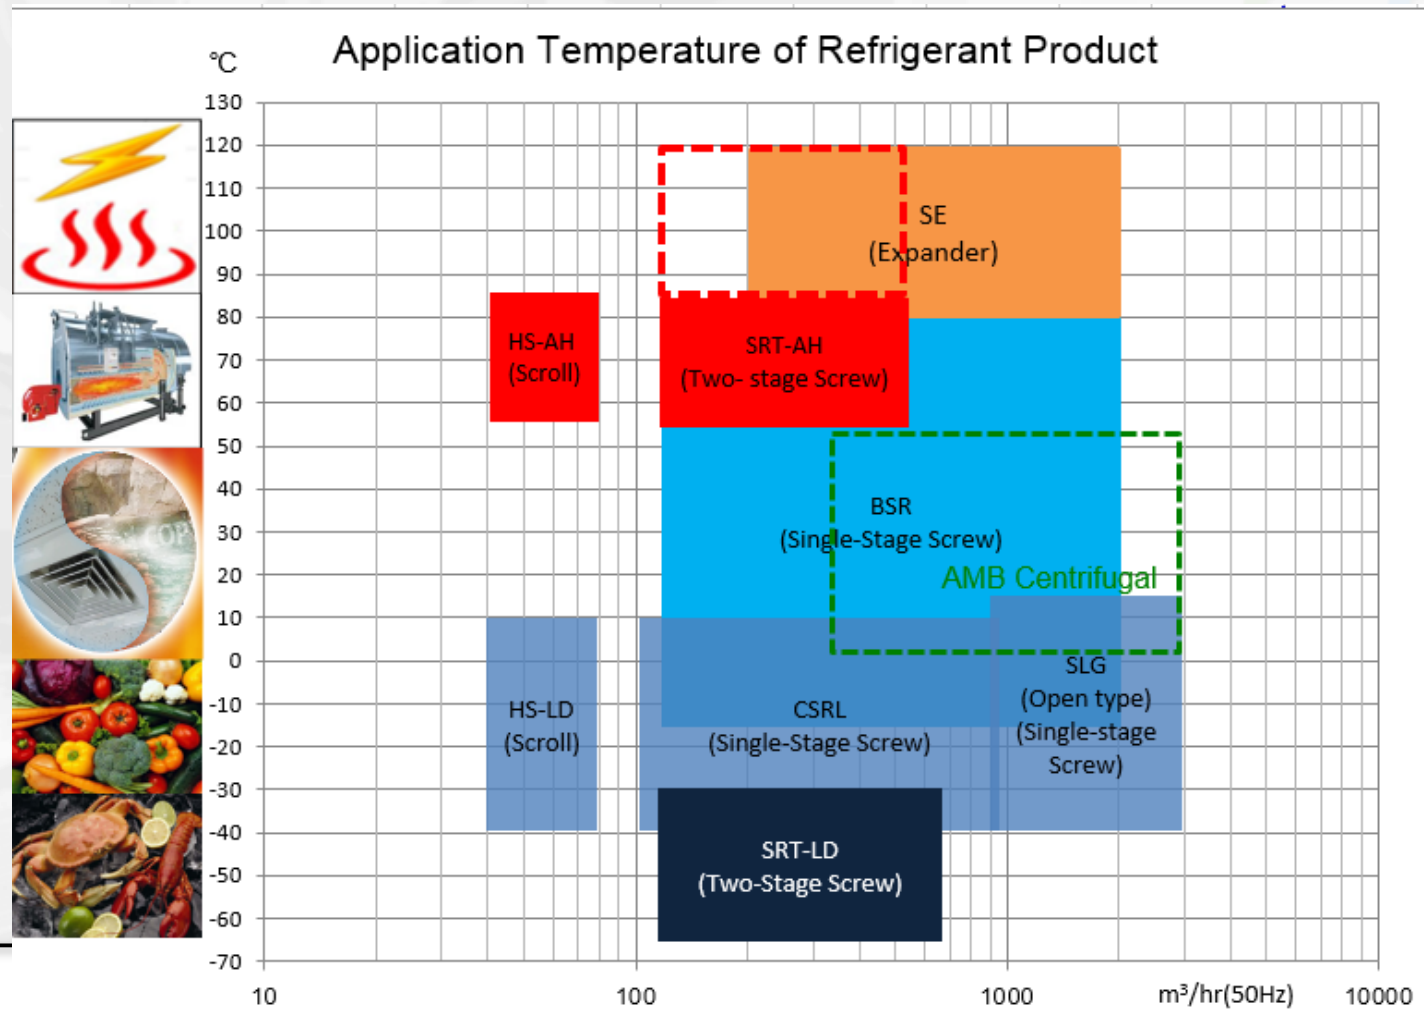 Application Temperature of Refrigerant Product
℃
130
120
110
100
90
80
70
60
50
40
30
20
10
0
-10
-20
-30
-40
-50
-60
-70
SE
(Expander)
HS-AH
(Scroll)
SRT-AH
(Two- stage Screw)
BSR
(Single-Stage Screw)
AMB Centrifugal
COP
SLG
(Open type)
(Single-stage
Screw)
HS-LD
(Scroll)
CSRL
(Single-Stage Screw)
SRT-LD
(Two-Stage Screw)
10
100
1000
m³/hr(50Hz)
10000